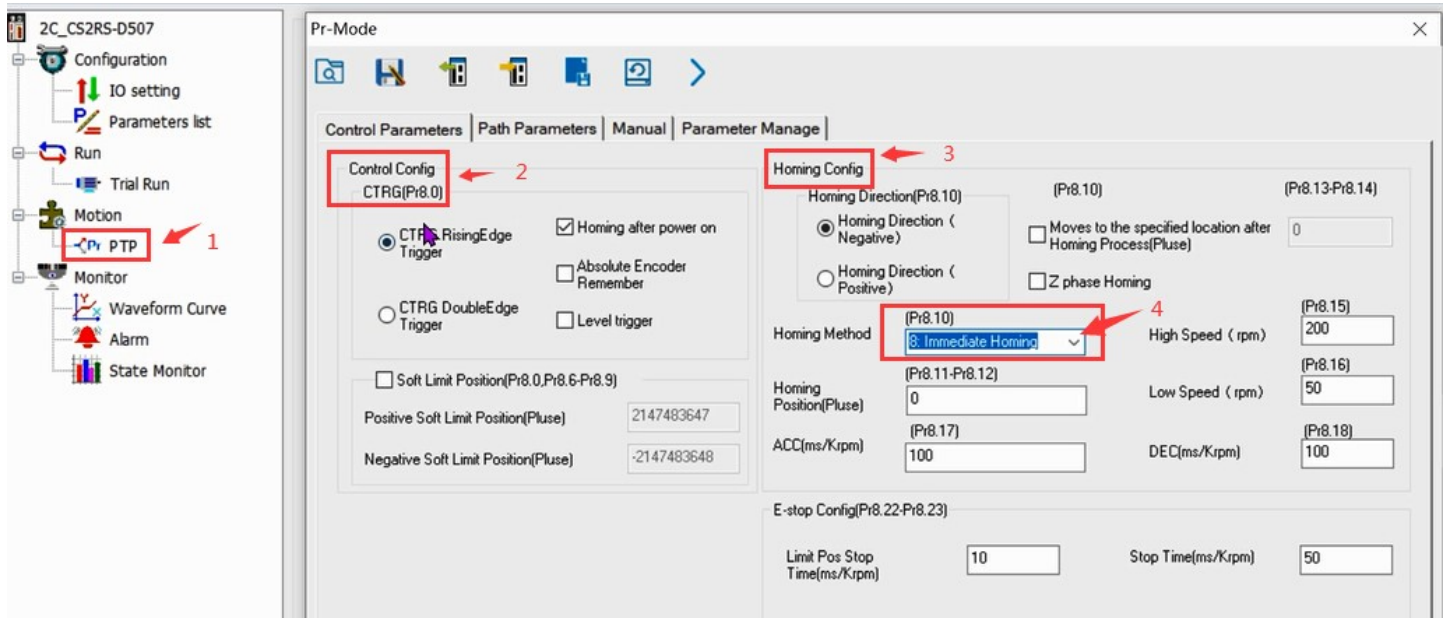 2C_CS2RS-D507
Configuration
IO setting
Parameters list
Run
Trial Run
Motion
PTP
1
Monitor
Waveform Curve
Alarm
State Monitor
Pr-Mode
Control Parameters
Path Parameters
Manual
Parameter Manage
Control Config
2
CTRG(Pr8.0)
CTRG RisingEdge
Trigger
Homing after power on
Absolute Encoder
Remember
CTRG DoubleEdge
Trigger
Level trigger
Soft Limit Position(Pr8.0,Pr8.6-Pr8.9)
Positive Soft Limit Position(Pluse)
2147483647
Negative Soft Limit Position(Pluse)
-2147483648
Homing Config
3
Homing Direction(Pr8.10)
Homing Direction (
Negative)
Homing Direction (
Positive)
(Pr8.10)
(Pr8.13-Pr8.14)
Moves to the specified location after
Homing Process(Pluse)
0
Z phase Homing
4
Homing Method
(Pr8.10)
8: Immediate Homing
High Speed (rpm)
(Pr8.15)
200
Homing
Position(Pluse)
(Pr8.11-Pr8.12)
0
Low Speed (rpm)
(Pr8.16)
50
ACC(ms/Krpm)
(Pr8.17)
100
DEC(ms/Krpm)
(Pr8.18)
100
E-stop Config(Pr8.22-Pr8.23)
Limit Pos Stop
Time(ms/Krpm)
10
Stop Time(ms/Krpm)
50